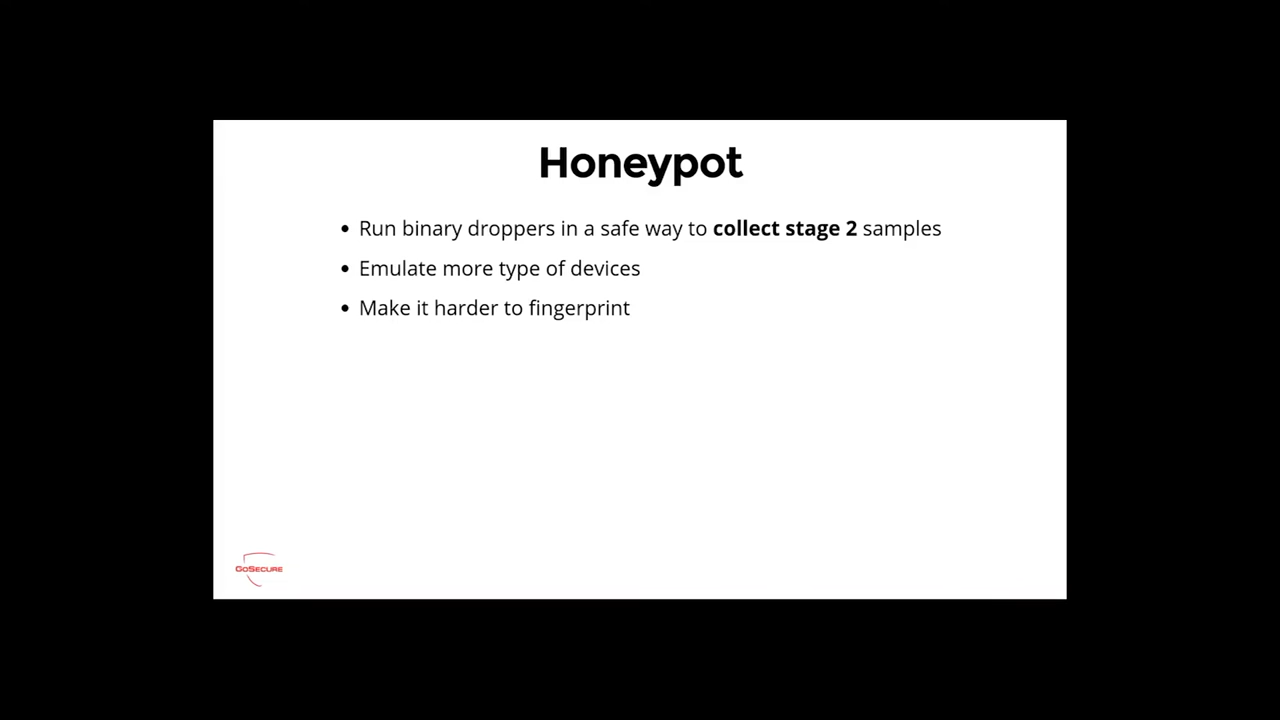 Honeypot
• Run binary droppers in a safe way to collect stage 2 samples
• Emulate more type of devices
• Make it harder to fingerprint
GoSecure